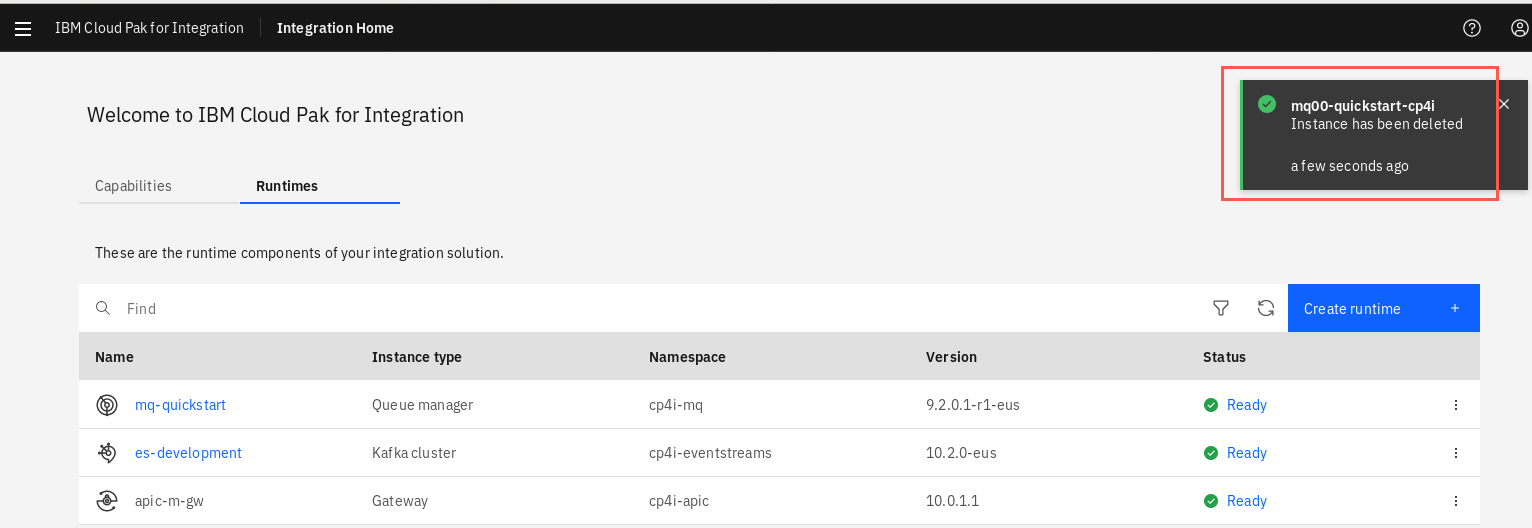 IBM Cloud Pak for Integration Integration Home
Welcome to IBM Cloud Pak for Integration
mq00-quickstart-cp4i
Instance has been deleted
a few seconds ago
Capabilities Runtimes
These are the runtime components of your integration solution.
Find Create runtime +
Name Instance type Namespace Version Status
mq-quickstart Queue manager cp4i-mq 9.2.0.1-r1-eus Ready
es-development Kafka cluster cp4i-eventstreams 10.2.0-eus Ready
apic-m-gw Gateway cp4i-apic 10.0.1.1 Ready